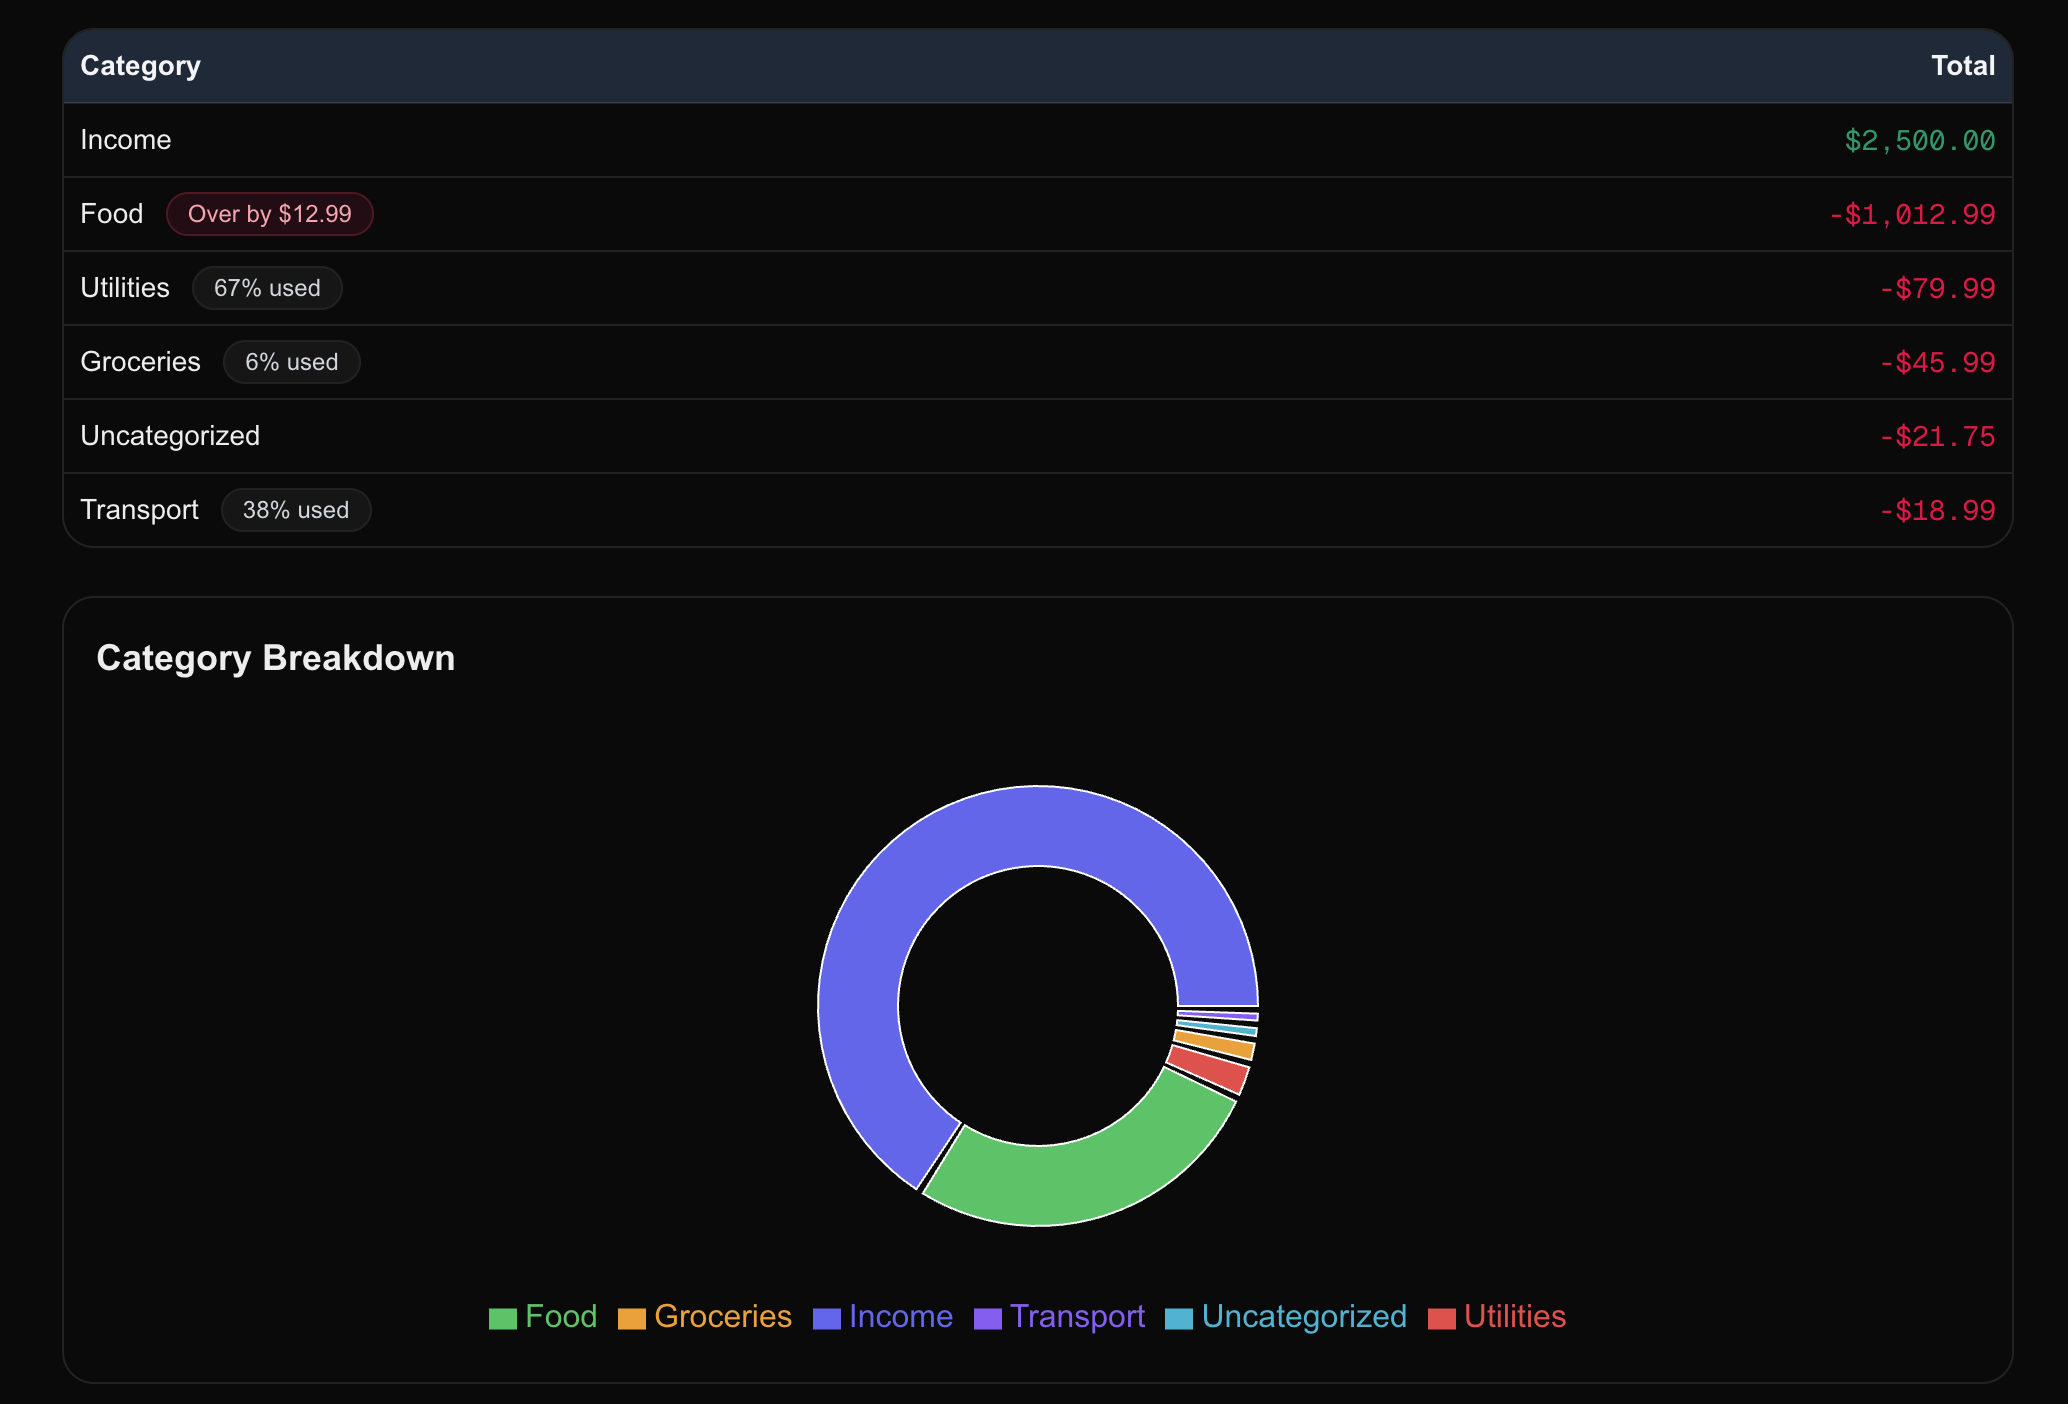 Category Total
Income $2,500.00
Food Over by $12.99 -$1,012.99
Utilities 67% used -$79.99
Groceries 6% used -$45.99
Uncategorized -$21.75
Transport 38% used -$18.99
Category Breakdown
Food Groceries Income Transport Uncategorized Utilities